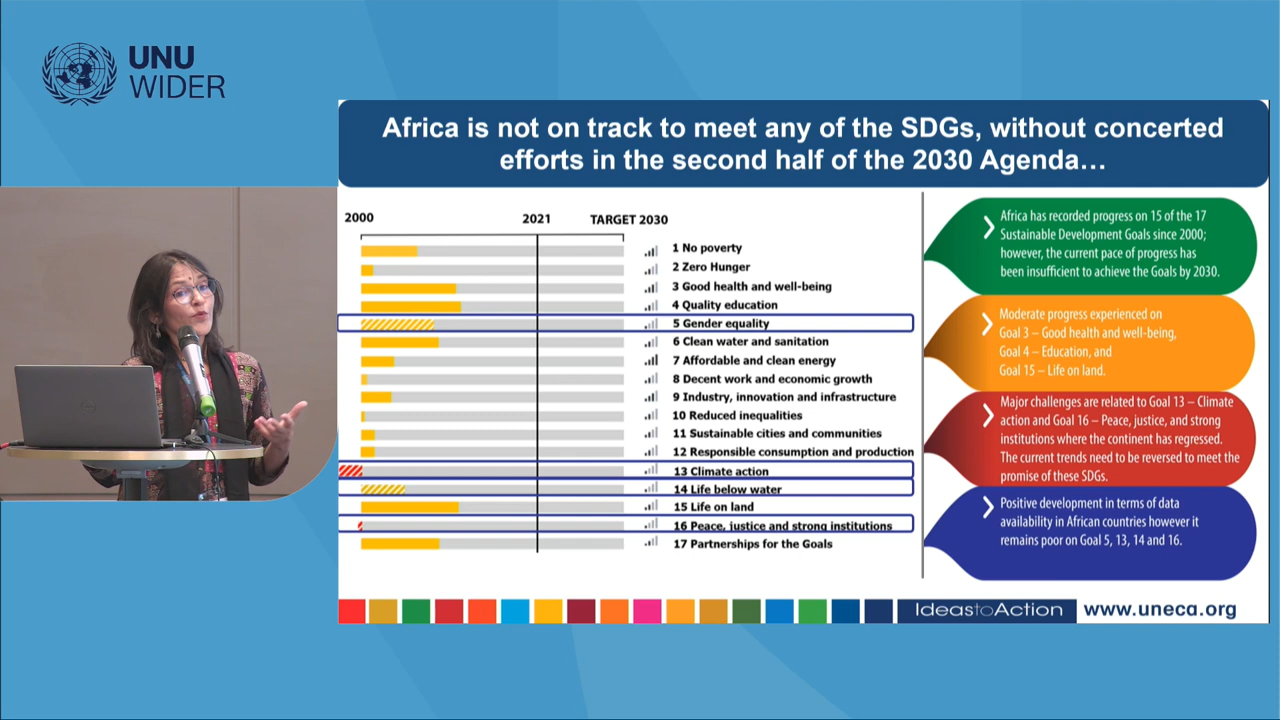 UNU
WIDER
Africa is not on track to meet any of the SDGs, without concerted
efforts in the second half of the 2030 Agenda…
2000
2021
TARGET 2030
1 No poverty
2 Zero Hunger
3 Good health and well-being
4 Quality education
5 Gender equality
6 Clean water and sanitation
7 Affordable and clean energy
8 Decent work and economic growth
9 Industry, innovation and infrastructure
10 Reduced inequalities
11 Sustainable cities and communities
12 Responsible consumption and production
13 Climate action
14 Life below water
15 Life on land
16 Peace, justice and strong institutions
17 Partnerships for the Goals
Africa has recorded progress on 15 of the 17
Sustainable Development Goals since 2000;
however, the current pace of progress has
been insufficient to achieve the Goals by 2030.
Moderate progress experienced on
Goal 3 – Good health and well-being,
Goal 4 – Education, and
Goal 15 – Life on land.
Major challenges are related to Goal 13 – Climate
action and Goal 16 – Peace, justice, and strong
institutions where the continent has regressed.
The current trends need to be reversed to meet the
promise of these SDGs.
Positive development in terms of data
availability in African countries however it
remains poor on Goal 5, 13, 14 and 16.
IdeastoAction
www.uneca.org